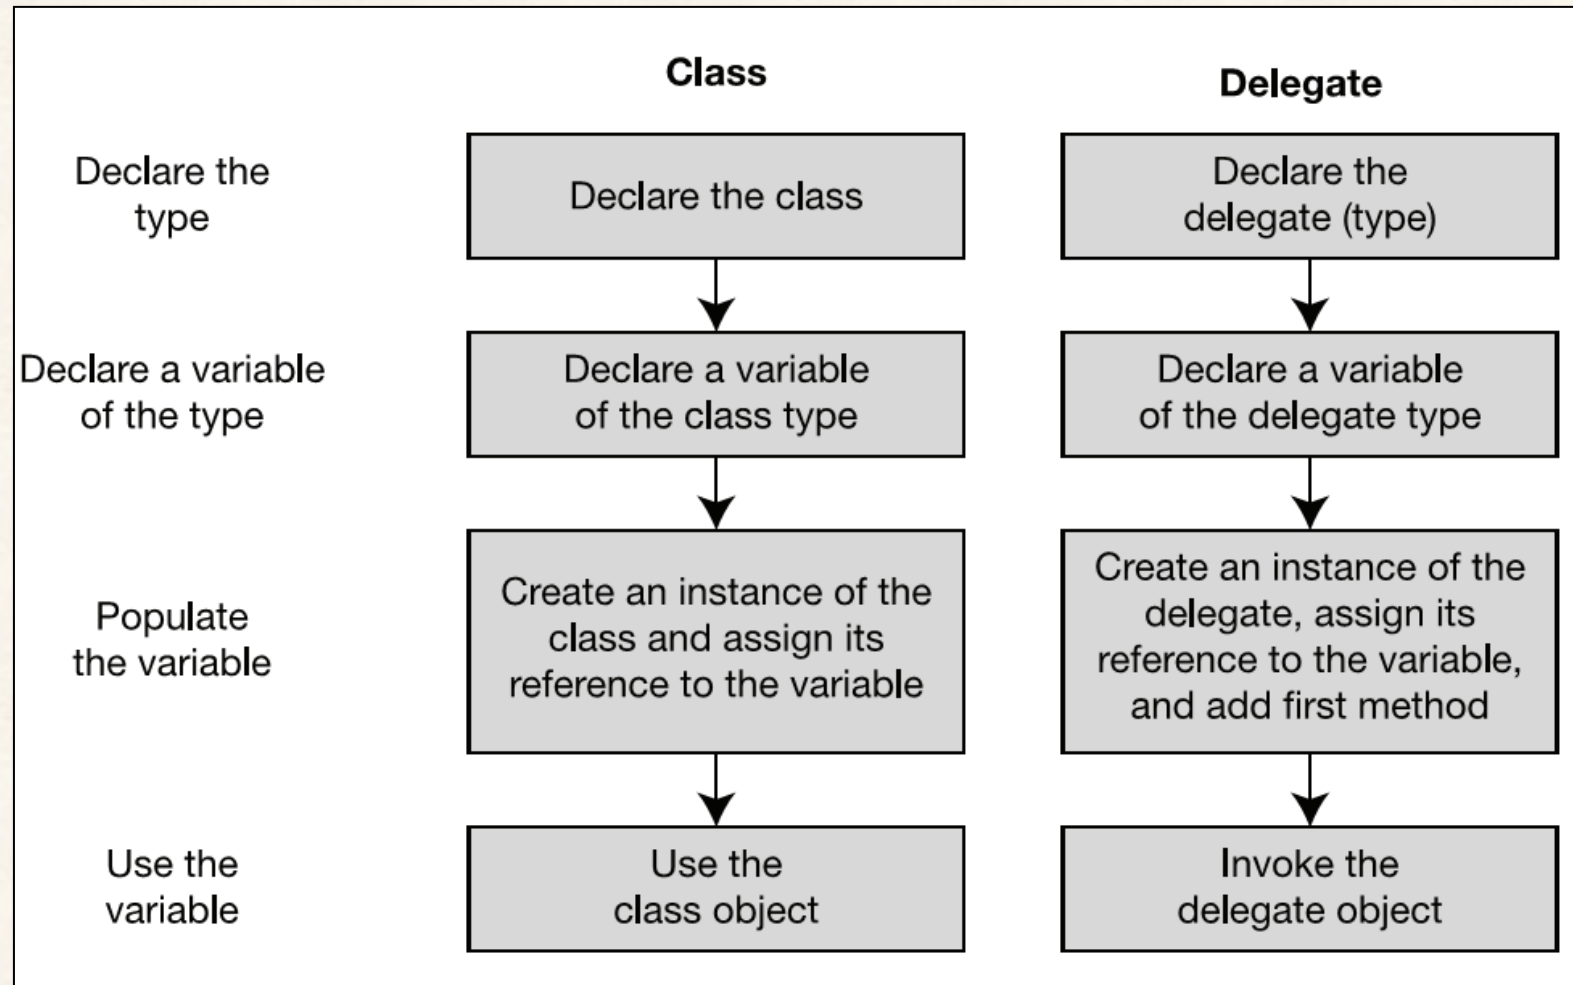 Class
Delegate
Declare the
type
Declare the class
Declare the
delegate (type)
Declare a variable
of the type
Declare a variable
of the class type
Declare a variable
of the delegate type
Populate
the variable
Create an instance of the
class and assign its
reference to the variable
Create an instance of the
delegate, assign its
reference to the variable,
and add first method
Use the
variable
Use the
class object
Invoke the
delegate object